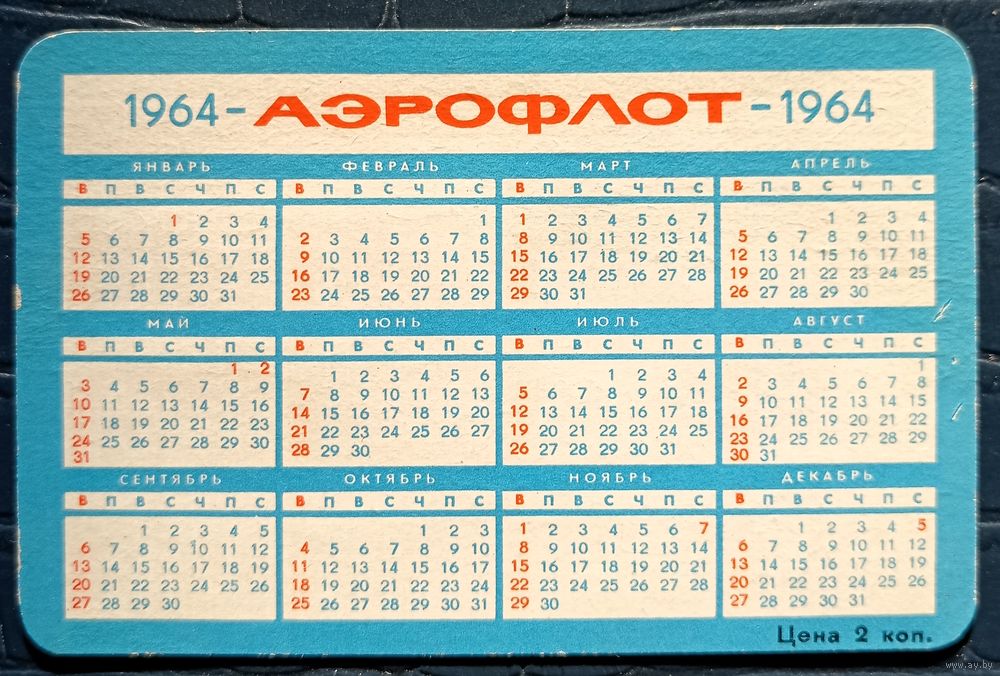 1964 - АЭРОФЛОТ - 1964
ЯНВАРЬ ФЕВРАЛЬ МАРТ АПРЕЛЬ
В П В С Ч П С В П В С Ч П С В П В С Ч П С В П В С Ч П С
1 2 3 4 1 1 2 3 4 5 6 7 1 2 3 4
5 6 7 8 9 10 11 2 3 4 5 6 7 8 8 9 10 11 12 13 14 5 6 7 8 9 10 11
12 13 14 15 16 17 18 9 10 11 12 13 14 15 15 16 17 18 19 20 21 12 13 14 15 16 17 18
19 20 21 22 23 24 25 16 17 18 19 20 21 22 22 23 24 25 26 27 28 19 20 21 22 23 24 25
26 27 28 29 30 31 23 24 25 26 27 28 29 29 30 31 26 27 28 29 30
МАЙ ИЮНЬ ИЮЛЬ АВГУСТ
В П В С Ч П С В П В С Ч П С В П В С Ч П С В П В С Ч П С
1 2 1 2 3 4 5 6 1 2 3 4 1
3 4 5 6 7 8 9 7 8 9 10 11 12 13 5 6 7 8 9 10 11 2 3 4 5 6 7 8
10 11 12 13 14 15 16 14 15 16 17 18 19 20 12 13 14 15 16 17 18 9 10 11 12 13 14 15
17 18 19 20 21 22 23 21 22 23 24 25 26 27 19 20 21 22 23 24 25 16 17 18 19 20 21 22
24 25 26 27 28 29 30 28 29 30 26 27 28 29 30 31 23 24 25 26 27 28 29
31 30 31
СЕНТЯБРЬ ОКТЯБРЬ НОЯБРЬ ДЕКАБРЬ
В П В С Ч П С В П В С Ч П С В П В С Ч П С В П В С Ч П С
1 2 3 4 5 1 2 3 1 2 3 4 5 6 7 1 2 3 4 5
6 7 8 9 10 11 12 4 5 6 7 8 9 10 8 9 10 11 12 13 14 6 7 8 9 10 11 12
13 14 15 16 17 18 19 11 12 13 14 15 16 17 15 16 17 18 19 20 21 13 14 15 16 17 18 19
20 21 22 23 24 25 26 18 19 20 21 22 23 24 22 23 24 25 26 27 28 20 21 22 23 24 25 26
27 28 29 30 25 26 27 28 29 30 31 29 30 27 28 29 30 31
Цена 2 коп.
www.ay.by